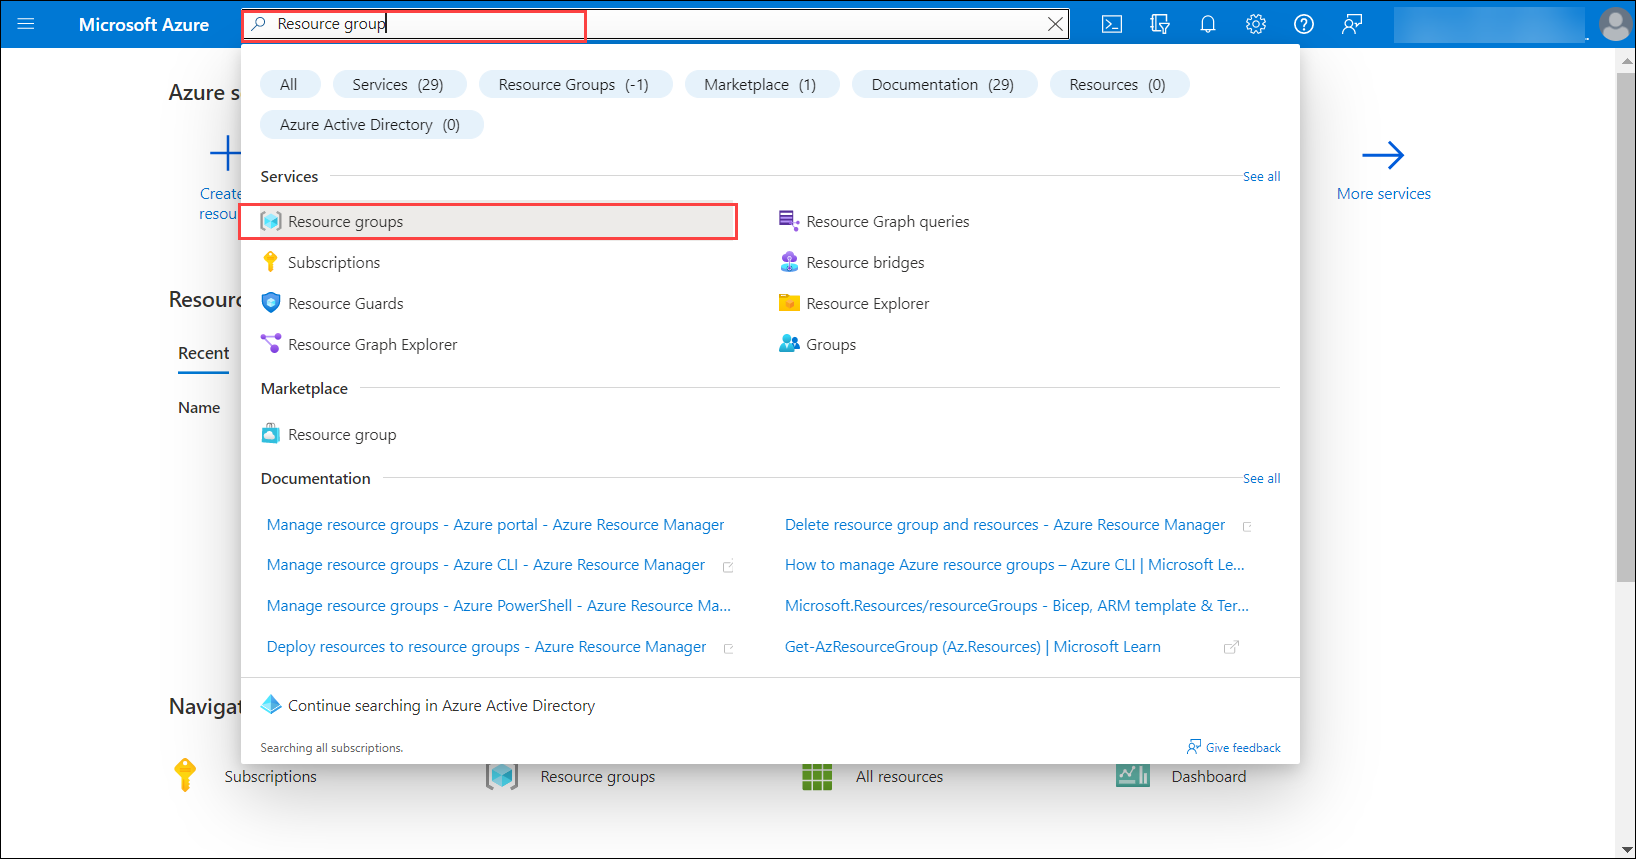 Microsoft Azure
Resource group
All
Services (29)
Resource Groups (-1)
Marketplace (1)
Documentation (29)
Resources (0)
Azure Active Directory (0)
Azure s
Create
resou
More services
Services
See all
Resource groups
Resource Graph queries
Subscriptions
Resource bridges
Resource Guards
Resource Explorer
Resource Graph Explorer
Groups
Resour
Recent
Name
Marketplace
Resource group
Documentation
See all
Manage resource groups - Azure portal - Azure Resource Manager
Delete resource group and resources - Azure Resource Manager
Manage resource groups - Azure CLI - Azure Resource Manager
How to manage Azure resource groups – Azure CLI | Microsoft Le...
Manage resource groups - Azure PowerShell - Azure Resource Ma...
Microsoft.Resources/resourceGroups - Bicep, ARM template & Ter...
Deploy resources to resource groups - Azure Resource Manager
Get-AzResourceGroup (Az.Resources) | Microsoft Learn
Continue searching in Azure Active Directory
Searching all subscriptions.
Give feedback
Navigat
Subscriptions
Resource groups
All resources
Dashboard